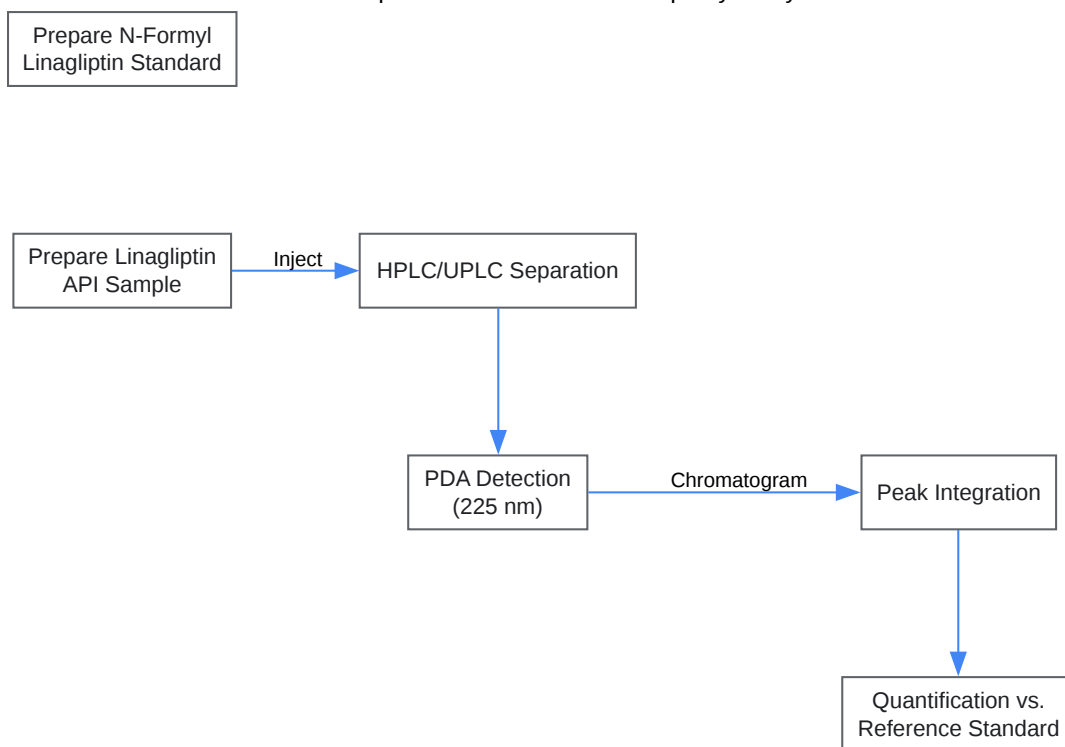 Prepare N-Formyl
Linagliptin Standard
Prepare Linagliptin
API Sample
Inject
HPLC/UPLC Separation
PDA Detection
(225 nm)
Chromatogram
Peak Integration
Quantification vs.
Reference Standard